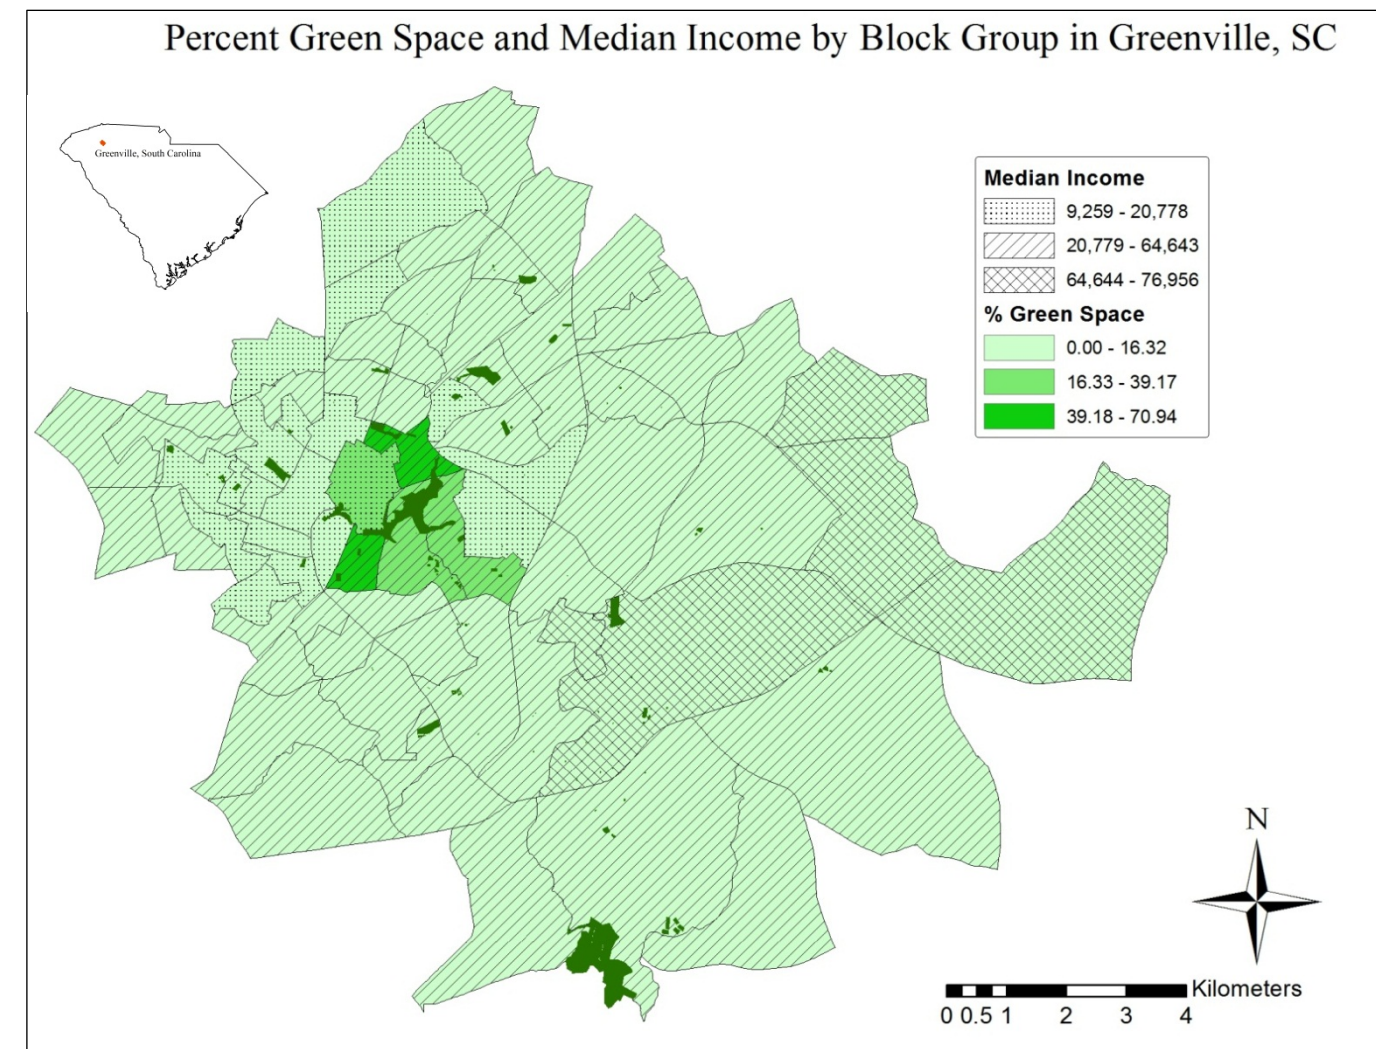 Percent Green Space and Median Income by Block Group in Greenville, SC
Greenville, South Carolina
Median Income
9,259 - 20,778
20,779 - 64,643
64,644 - 76,956
% Green Space
0.00 - 16.32
16.33 - 39.17
39.18 - 70.94
N
Kilometers
0 0.5 1 2 3 4